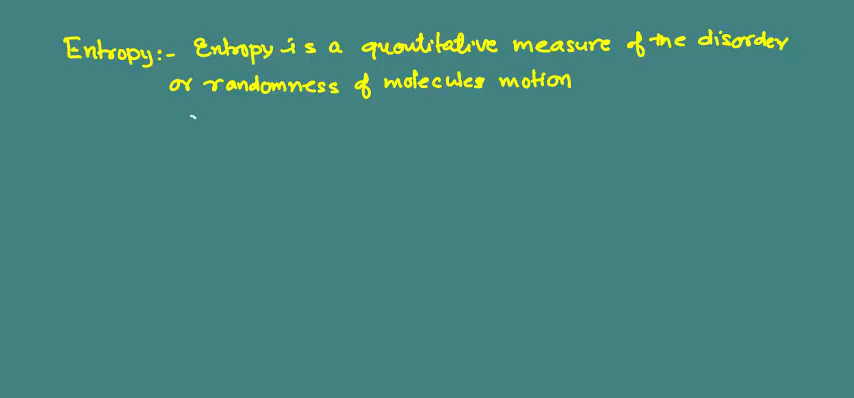 Entropy:- Entropy is a quantitative measure of the disorder
or randomness of molecules motion